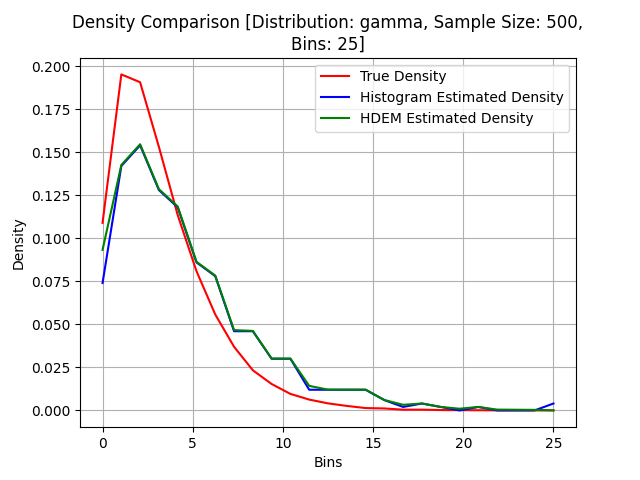 Density Comparison [Distribution: gamma, Sample Size: 500,
Bins: 25]
True Density
Histogram Estimated Density
HDEM Estimated Density
Density
0.200
0.175
0.150
0.125
0.100
0.075
0.050
0.025
0.000
0 5 10 15 20 25
Bins